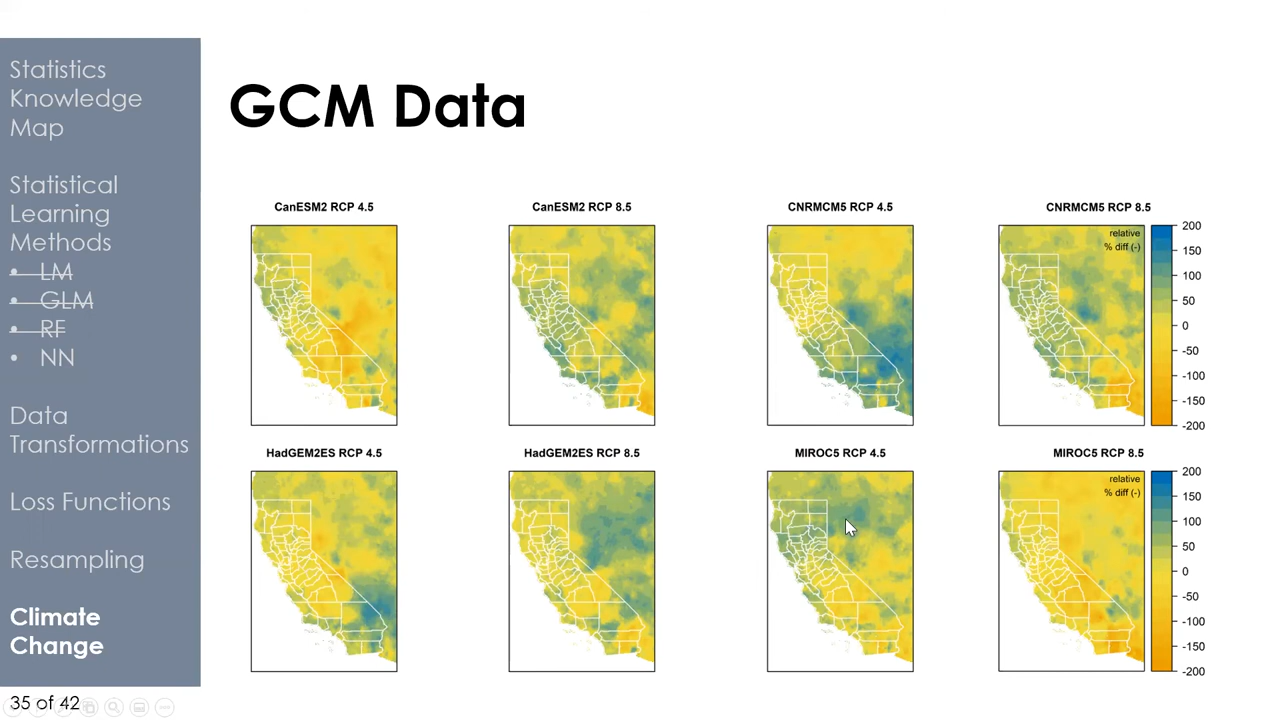 Statistics
Knowledge
Map
Statistical
Learning
Methods
• LM
• GLM
• RF
• NN
Data
Transformations
Loss Functions
Resampling
Climate
Change
35 of 42
GCM Data
CanESM2 RCP 4.5
CanESM2 RCP 8.5
CNRMCM5 RCP 4.5
CNRMCM5 RCP 8.5
relative
% diff (-)
200
150
100
50
0
-50
-100
-150
-200
HadGEM2ES RCP 4.5
HadGEM2ES RCP 8.5
MIROC5 RCP 4.5
MIROC5 RCP 8.5
relative
% diff (-)
200
150
100
50
0
-50
-100
-150
-200